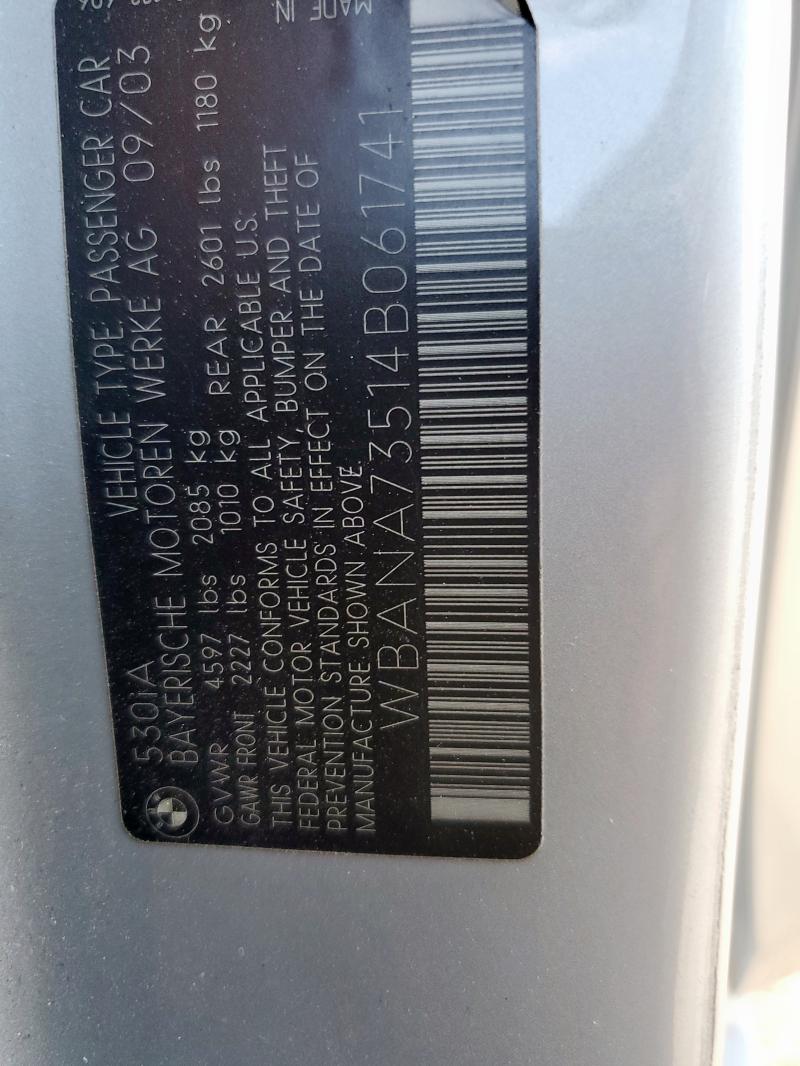 530iA VEHICLE TYPE, PASSENGER CAR
BAYERISCHE MOTOREN WERKE AG 09/03
GVWR 4597 lbs 2085 kg
GAWR FRONT 2227 lbs 1010 kg REAR 2601 lbs 1180 kg
THIS VEHICLE CONFORMS TO ALL APPLICABLE U.S.
FEDERAL MOTOR VEHICLE SAFETY, BUMPER AND THEFT
PREVENTION STANDARDS IN EFFECT ON THE DATE OF
MANUFACTURE SHOWN ABOVE.
WBANA73514B061741
MADE IN